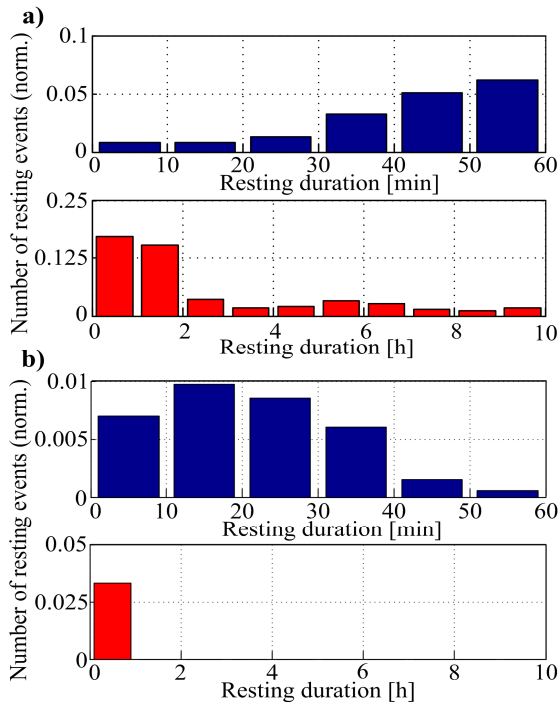 a)
Number of resting events (norm.)
0.1
0.05
0
0 10 20 30 40 50 60
Resting duration [min]
0.25
0.125
0
0 2 4 6 8 10
Resting duration [h]
b)
Number of resting events (norm.)
0.01
0.005
0
0 10 20 30 40 50 60
Resting duration [min]
0.05
0.025
0
0 2 4 6 8 10
Resting duration [h]